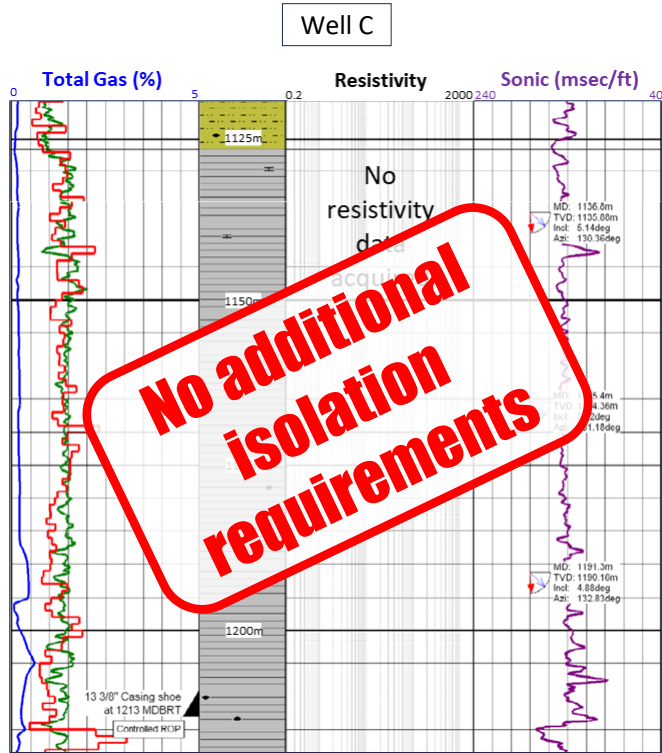 Well C
Total Gas (%)
Resistivity
Sonic (msec/ft)
0
5
0.2
2000
240
40
1125m
No
resistivity
data
MD: 1136.8m
TVD: 1135.88m
Incl: 5.14deg
Azi: 130.36deg
1150m
No additional
isolation
requirements
MD: 1191.3m
TVD: 1190.16m
Incl: 4.88deg
Azi: 132.83deg
1200m
13 3/8" Casing shoe
at 1213 MDBRT
Controlled ROP